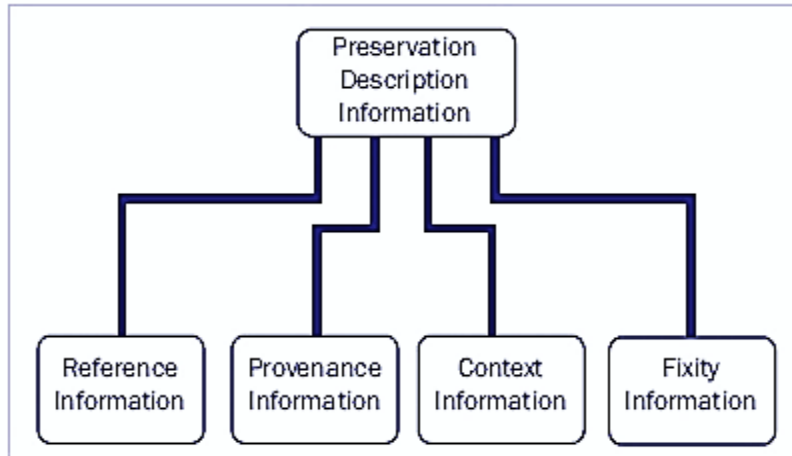 Preservation
Description
Information
Reference
Information
Provenance
Information
Context
Information
Fixity
Information